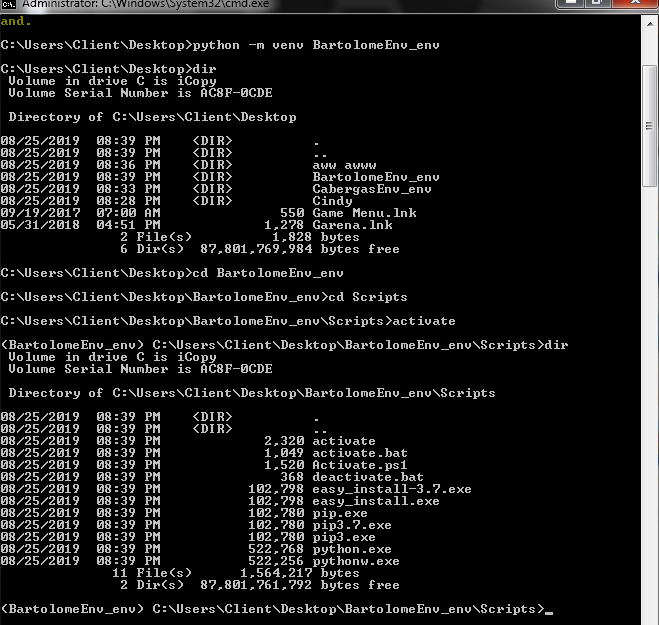 Administrator: C:\Windows\System32\cmd.exe
and.
C:\Users\Client\Desktop>python -m venv BartolomeEnv_env
C:\Users\Client\Desktop>dir
 Volume in drive C is iCopy
 Volume Serial Number is AC8F-0CDE
 Directory of C:\Users\Client\Desktop
08/25/2019  08:39 PM    <DIR>          .
08/25/2019  08:39 PM    <DIR>          ..
08/25/2019  08:36 PM    <DIR>          aww awww
08/25/2019  08:39 PM    <DIR>          BartolomeEnv_env
08/25/2019  08:33 PM    <DIR>          CabergasEnv_env
08/25/2019  08:28 PM    <DIR>          Cindy
09/19/2017  07:00 AM               550 Game Menu.lnk
05/31/2018  04:51 PM             1,278 Garena.lnk
               2 File(s)          1,828 bytes
               6 Dir(s)  87,801,769,984 bytes free
C:\Users\Client\Desktop>cd BartolomeEnv_env
C:\Users\Client\Desktop\BartolomeEnv_env>cd Scripts
C:\Users\Client\Desktop\BartolomeEnv_env\Scripts>activate
(BartolomeEnv_env) C:\Users\Client\Desktop\BartolomeEnv_env\Scripts>dir
 Volume in drive C is iCopy
 Volume Serial Number is AC8F-0CDE
 Directory of C:\Users\Client\Desktop\BartolomeEnv_env\Scripts
08/25/2019  08:39 PM    <DIR>          .
08/25/2019  08:39 PM    <DIR>          ..
08/25/2019  08:39 PM             2,320 activate
08/25/2019  08:39 PM             1,049 activate.bat
08/25/2019  08:39 PM             1,520 Activate.ps1
08/25/2019  08:39 PM               368 deactivate.bat
08/25/2019  08:39 PM           102,798 easy_install-3.7.exe
08/25/2019  08:39 PM           102,798 easy_install.exe
08/25/2019  08:39 PM           102,780 pip.exe
08/25/2019  08:39 PM           102,780 pip3.7.exe
08/25/2019  08:39 PM           102,780 pip3.exe
08/25/2019  08:39 PM           522,768 python.exe
08/25/2019  08:39 PM           522,256 pythonw.exe
              11 File(s)      1,564,217 bytes
               2 Dir(s)  87,801,761,792 bytes free
(BartolomeEnv_env) C:\Users\Client\Desktop\BartolomeEnv_env\Scripts>_